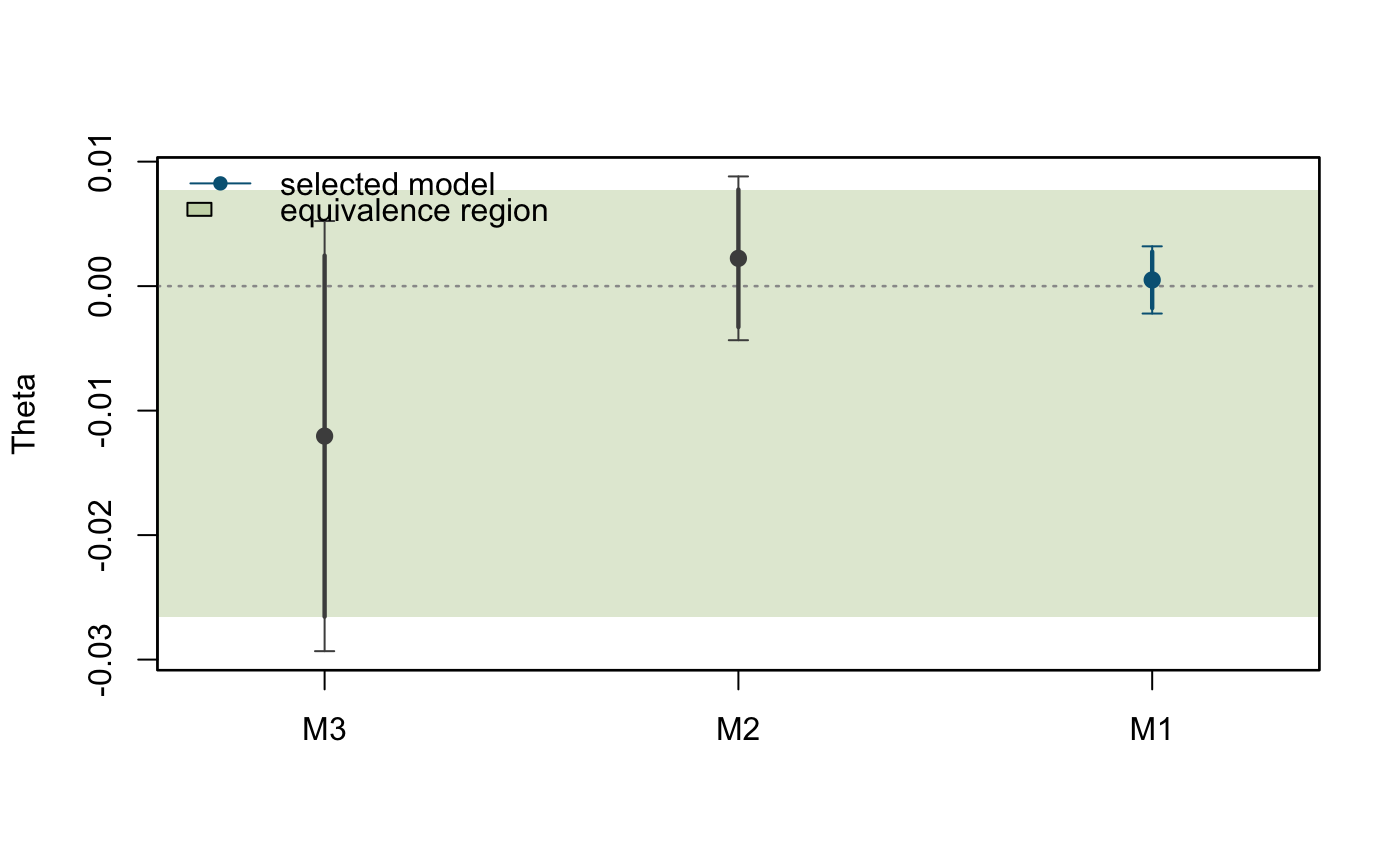 selected model
equivalence region
0.01
0.00
-0.01
-0.02
-0.03
Theta
M3 M2 M1